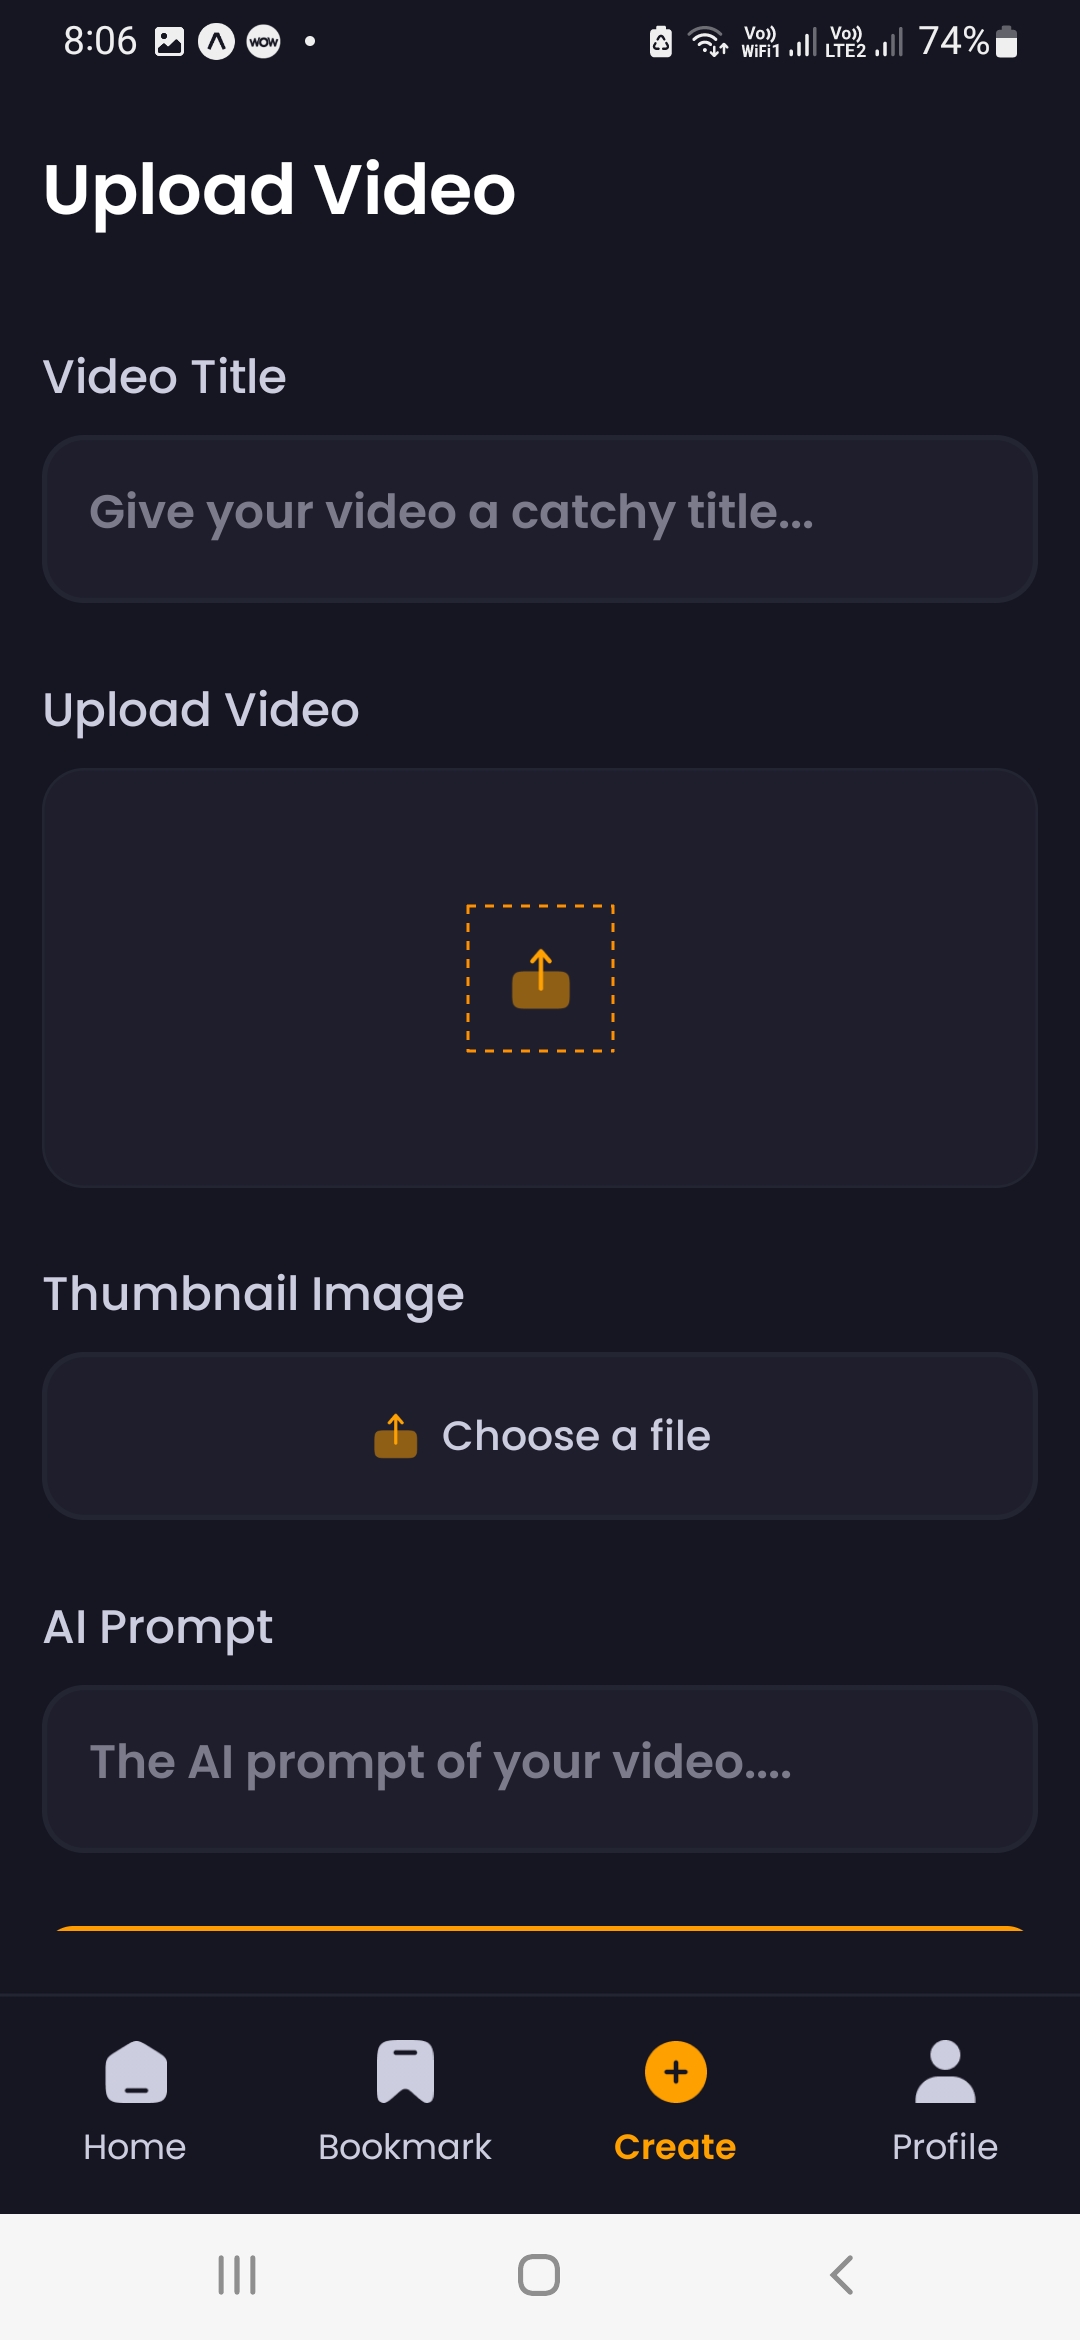 8:06 WOW Vo)) WiFi1 Vo)) LTE2 74%
Upload Video
Video Title
Give your video a catchy title...
Upload Video
Thumbnail Image
Choose a file
AI Prompt
The AI prompt of your video....
Home Bookmark Create Profile